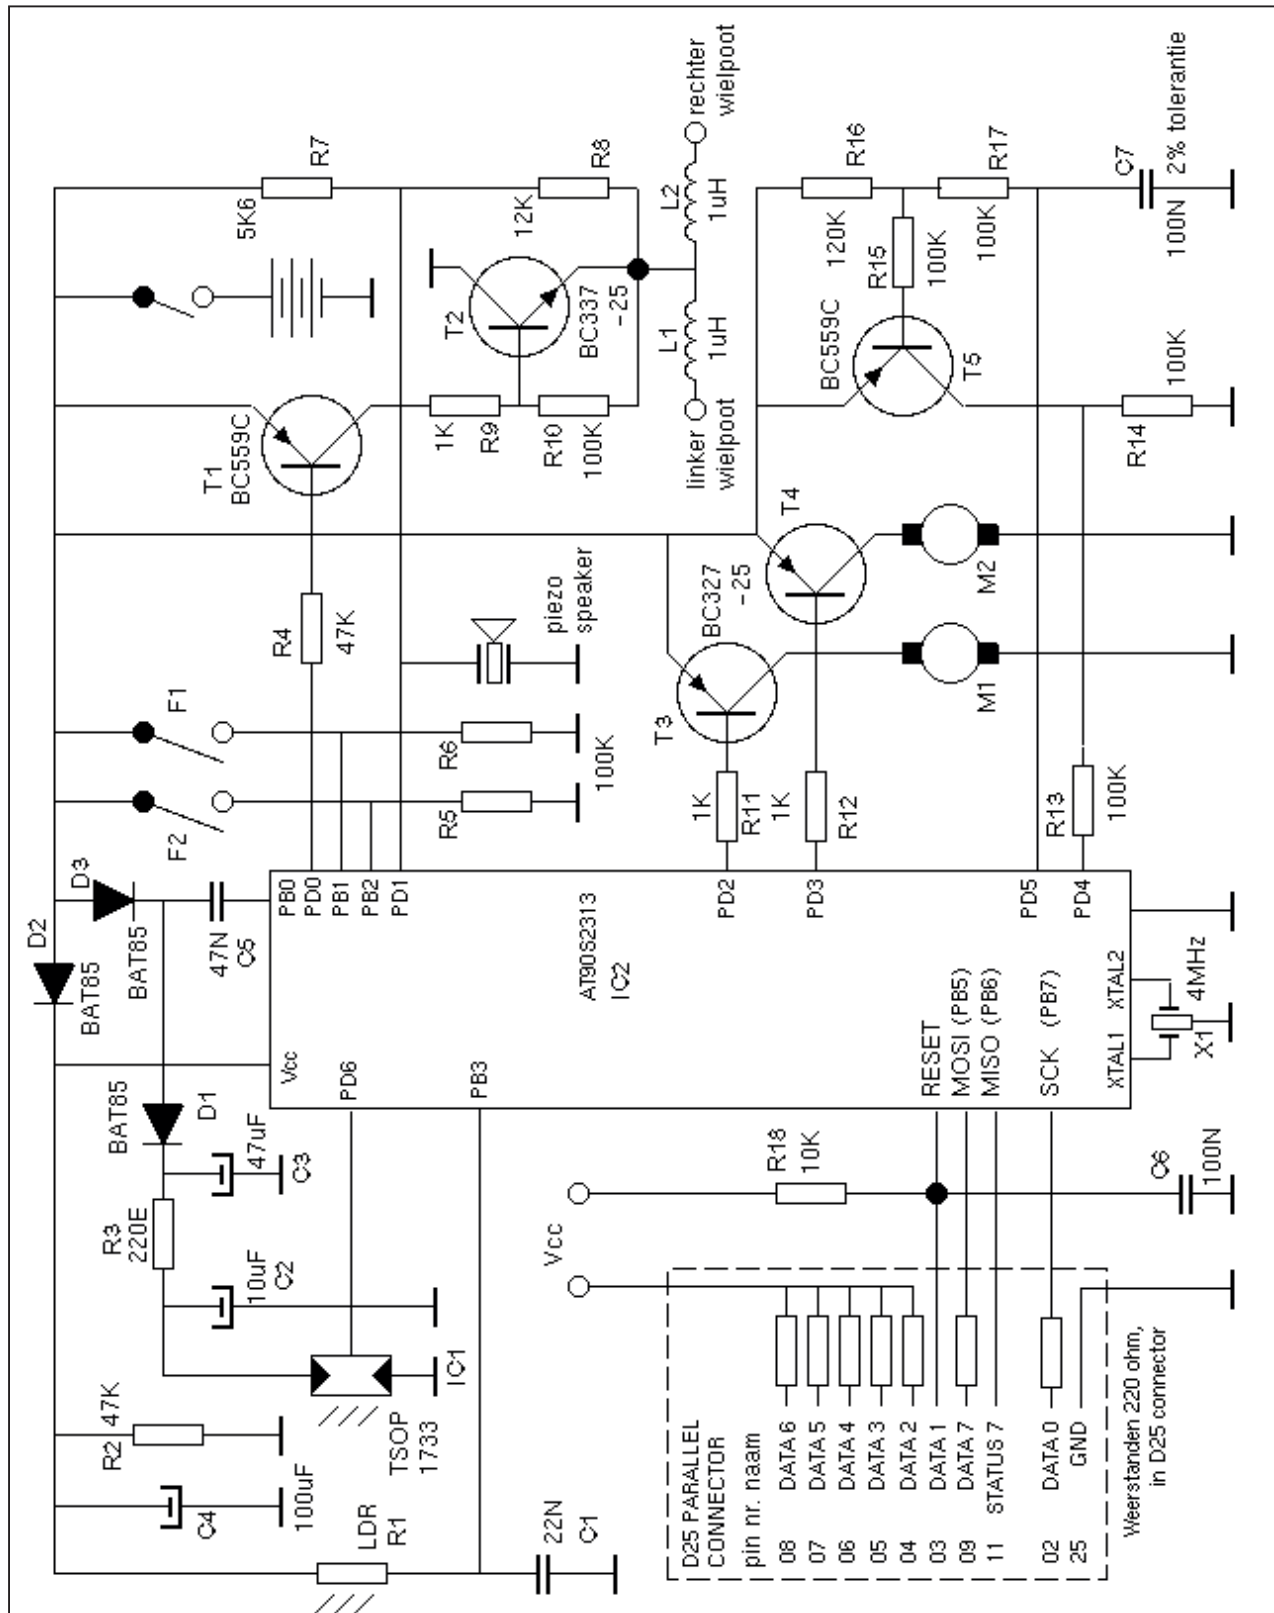 R7
5K6
R8
12K
T2
BC337
-25
T1
BC559C
1K
R9
R10
100K
L1
1uH
L2
1uH
linker
wielpoot
rechter
wielpoot
R4
47K
piezo
speaker
F1
F2
R6
R5
100K
D3
BAT85
D2
BAT85
47N
C5
PB0
PD0
PB1
PB2
PD1
PD2
PD3
PD5
PD4
AT90S2313
IC2
Vcc
PD6
PB3
RESET
MOSI (PB5)
MISO (PB6)
SCK (PB7)
XTAL1
XTAL2
X1
4MHz
T3
BC327
-25
T4
1K
R11
1K
R12
M1
M2
R13
100K
R14
100K
T5
BC559C
R15
100K
R16
120K
R17
100K
C7
100N
2% tolerantie
BAT85
D1
47uF
C3
R3
220E
10uF
C2
IC1
TSOP
1733
R2
47K
C4
100uF
LDR
R1
22N
C1
Vcc
R18
10K
C6
100N
D25 PARALLEL
CONNECTOR
pin nr. naam
08 DATA 6
07 DATA 5
06 DATA 4
05 DATA 3
04 DATA 2
03 DATA 1
09 DATA 7
11 STATUS 7
02 DATA 0
25 GND
Weerstanden 220 ohm,
in D25 connector